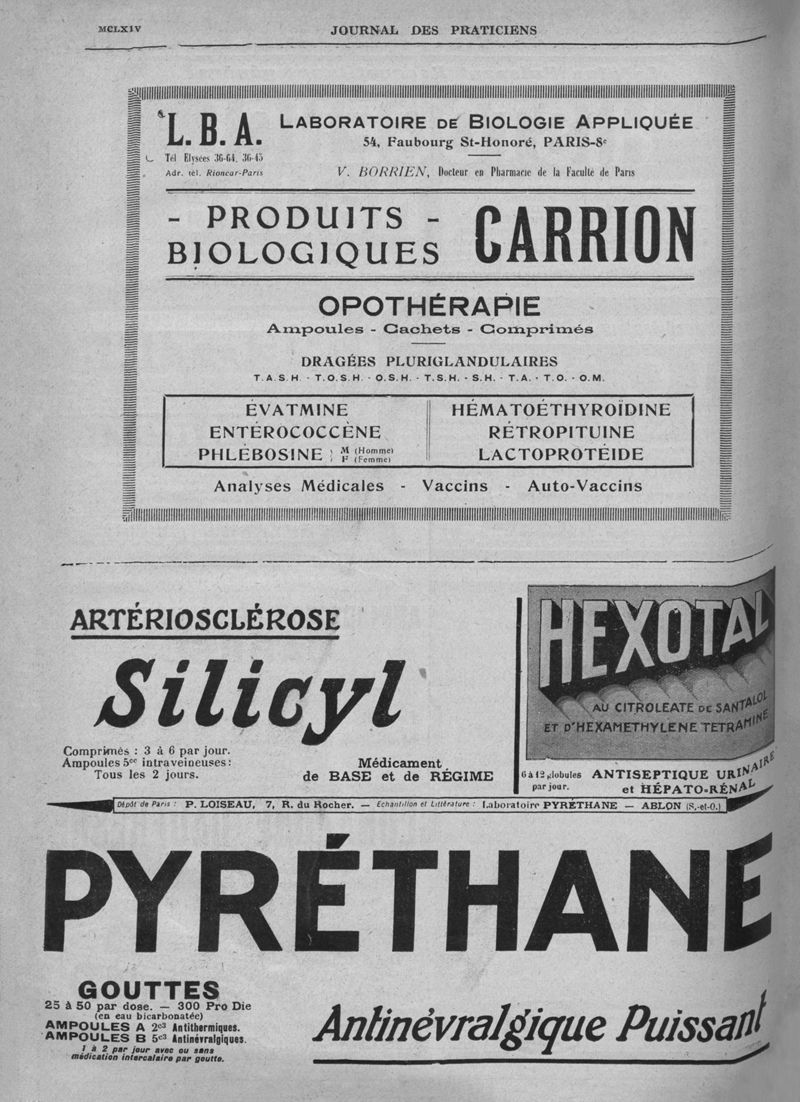 MCLXIV
JOURNAL DES PRATICIENS
L. B. A.
LABORATOIRE DE BIOLOGIE APPLIQUÉE
54, Faubourg St-Honoré, PARIS-8e
Tél Elysées 36-64, 36-45
Adr. tél. Rioncar-Paris
V. BORRIEN, Docteur en Pharmacie de la Faculté de Paris
- PRODUITS -
BIOLOGIQUES
CARRION
OPOTHÉRAPIE
Ampoules - Cachets - Comprimés
DRAGÉES PLURIGLANDULAIRES
T.A.S.H. - T.O.S.H. - O.S.H. - T.S.H. - S.H. - T.A. - T.O. - O.M.
ÉVATMINE
ENTÉROCOCCÈNE
PHLÉBOSINE M (Homme)
F (Femme)
HÉMATOÉTHYROÏDINE
RÉTROPITUINE
LACTOPROTÉIDE
Analyses Médicales - Vaccins - Auto-Vaccins
ARTÉRIOSCLÉROSE
Silicyl
Comprimés : 3 à 6 par jour.
Ampoules 5cc intraveineuses :
Tous les 2 jours.
Médicament
de BASE et de RÉGIME
HEXOTAL
AU CITROLEATE DE SANTALOL
ET D'HEXAMETHYLENE TETRAMINE
6 à 12 globules
par jour.
ANTISEPTIQUE URINAIRE
et HÉPATO-RÉNAL
Dépôt de Paris : P. LOISEAU, 7, R. du Rocher. — Echantillon et Littérature : Laboratoire PYRÉTHANE — ABLON (S.-et-O.)
PYRÉTHANE
GOUTTES
25 à 50 par dose. — 300 Pro Die
(en eau bicarbonatée)
AMPOULES A 2c3 Antithermiques.
AMPOULES B 5c3 Antinévralgiques.
1 à 2 par jour avec ou sans
médication intercalaire par goutte.
Antinévralgique Puissant